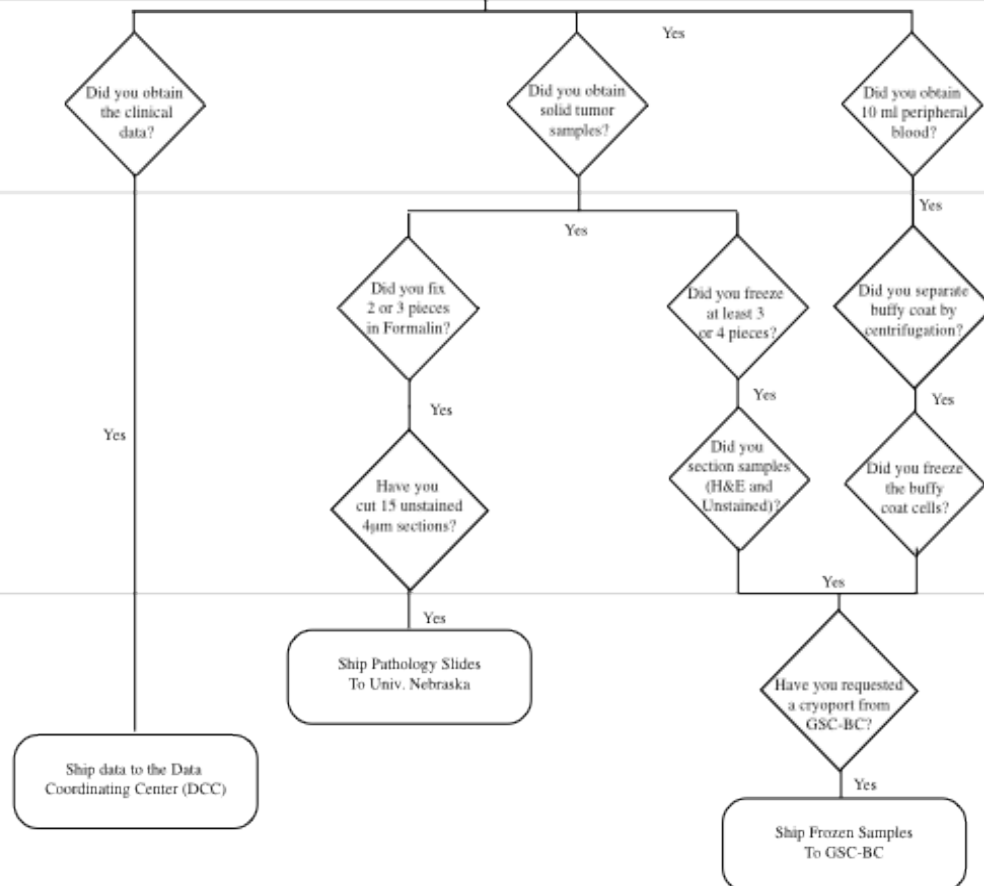 Yes
Did you obtain
the clinical
data?
Did you obtain
solid tumor
samples?
Did you obtain
10 ml peripheral
blood?
Yes
Yes
Did you fix
2 or 3 pieces
in Formalin?
Did you freeze
at least 3
or 4 pieces?
Did you separate
buffy coat by
centrifugation?
Yes
Yes
Yes
Yes
Have you
cut 15 unstained
4µm sections?
Did you
section samples
(H&E and
Unstained)?
Did you freeze
the buffy
coat cells?
Yes
Yes
Ship Pathology Slides
To Univ. Nebraska
Have you requested
a cryoport from
GSC-BC?
Ship data to the Data
Coordinating Center (DCC)
Yes
Ship Frozen Samples
To GSC-BC